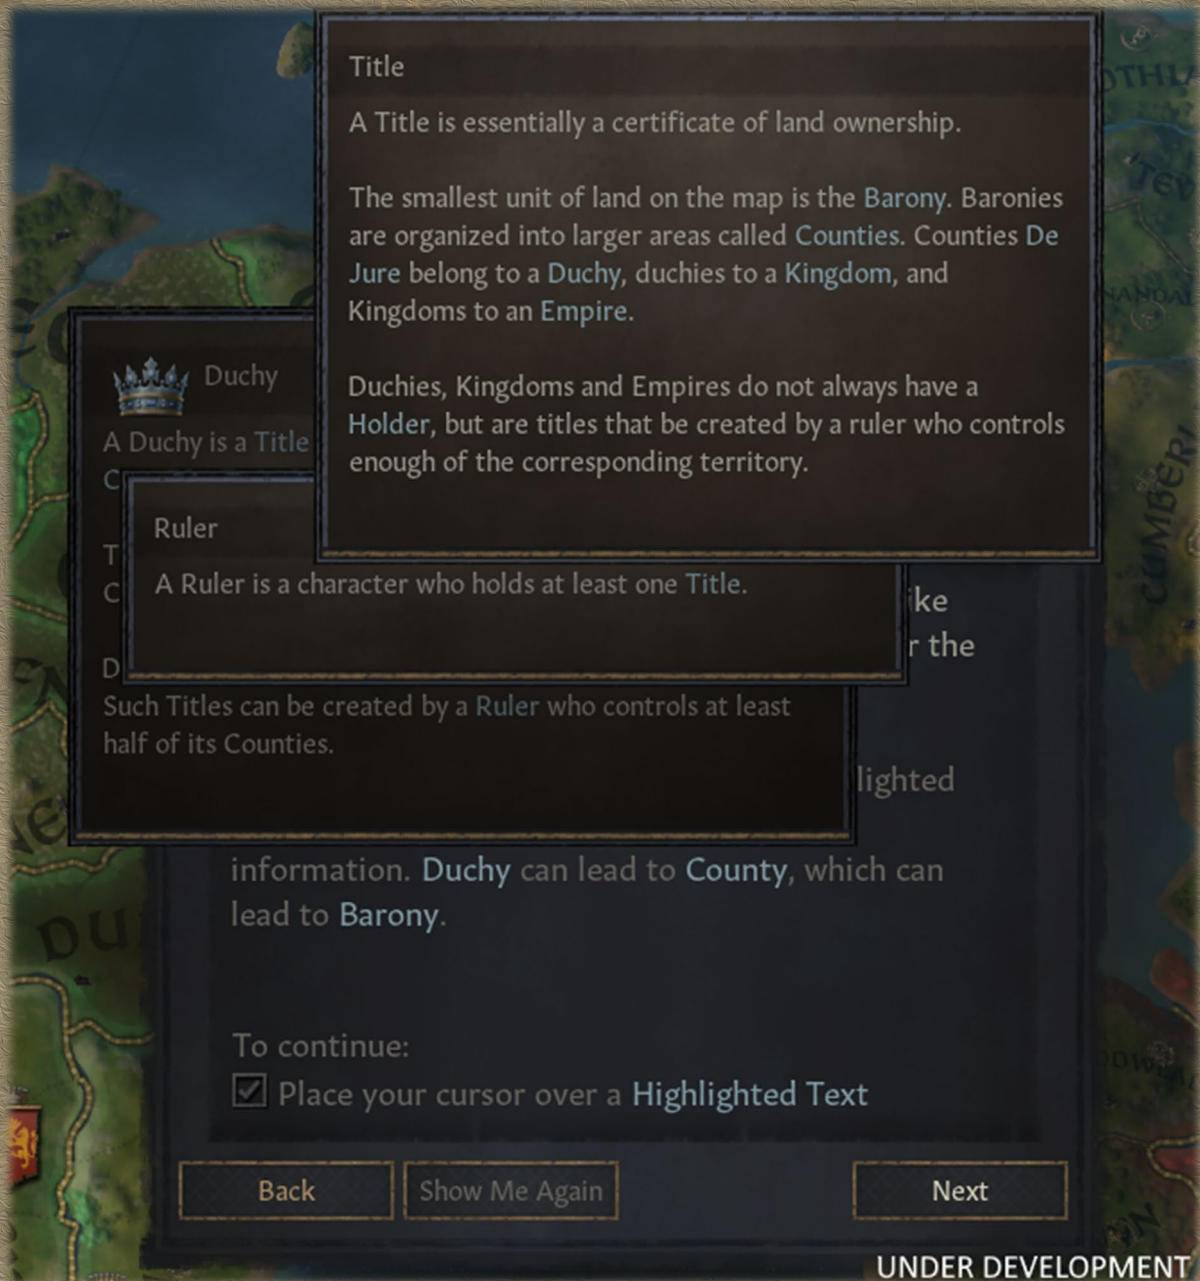 Title
A Title is essentially a certificate of land ownership.
The smallest unit of land on the map is the Barony. Baronies
are organized into larger areas called Counties. Counties De
Jure belong to a Duchy, duchies to a Kingdom, and
Kingdoms to an Empire.
Duchies, Kingdoms and Empires do not always have a
Holder, but are titles that be created by a ruler who controls
enough of the corresponding territory.
Duchy
A Duchy is a Title
C
T
C
D
Ruler
A Ruler is a character who holds at least one Title.
Such Titles can be created by a Ruler who controls at least
half of its Counties.
ke
r the
lighted
information. Duchy can lead to County, which can
lead to Barony.
To continue:
Place your cursor over a Highlighted Text
Back
Show Me Again
Next
CUMBERL
DU
UNDER DEVELOPMENT